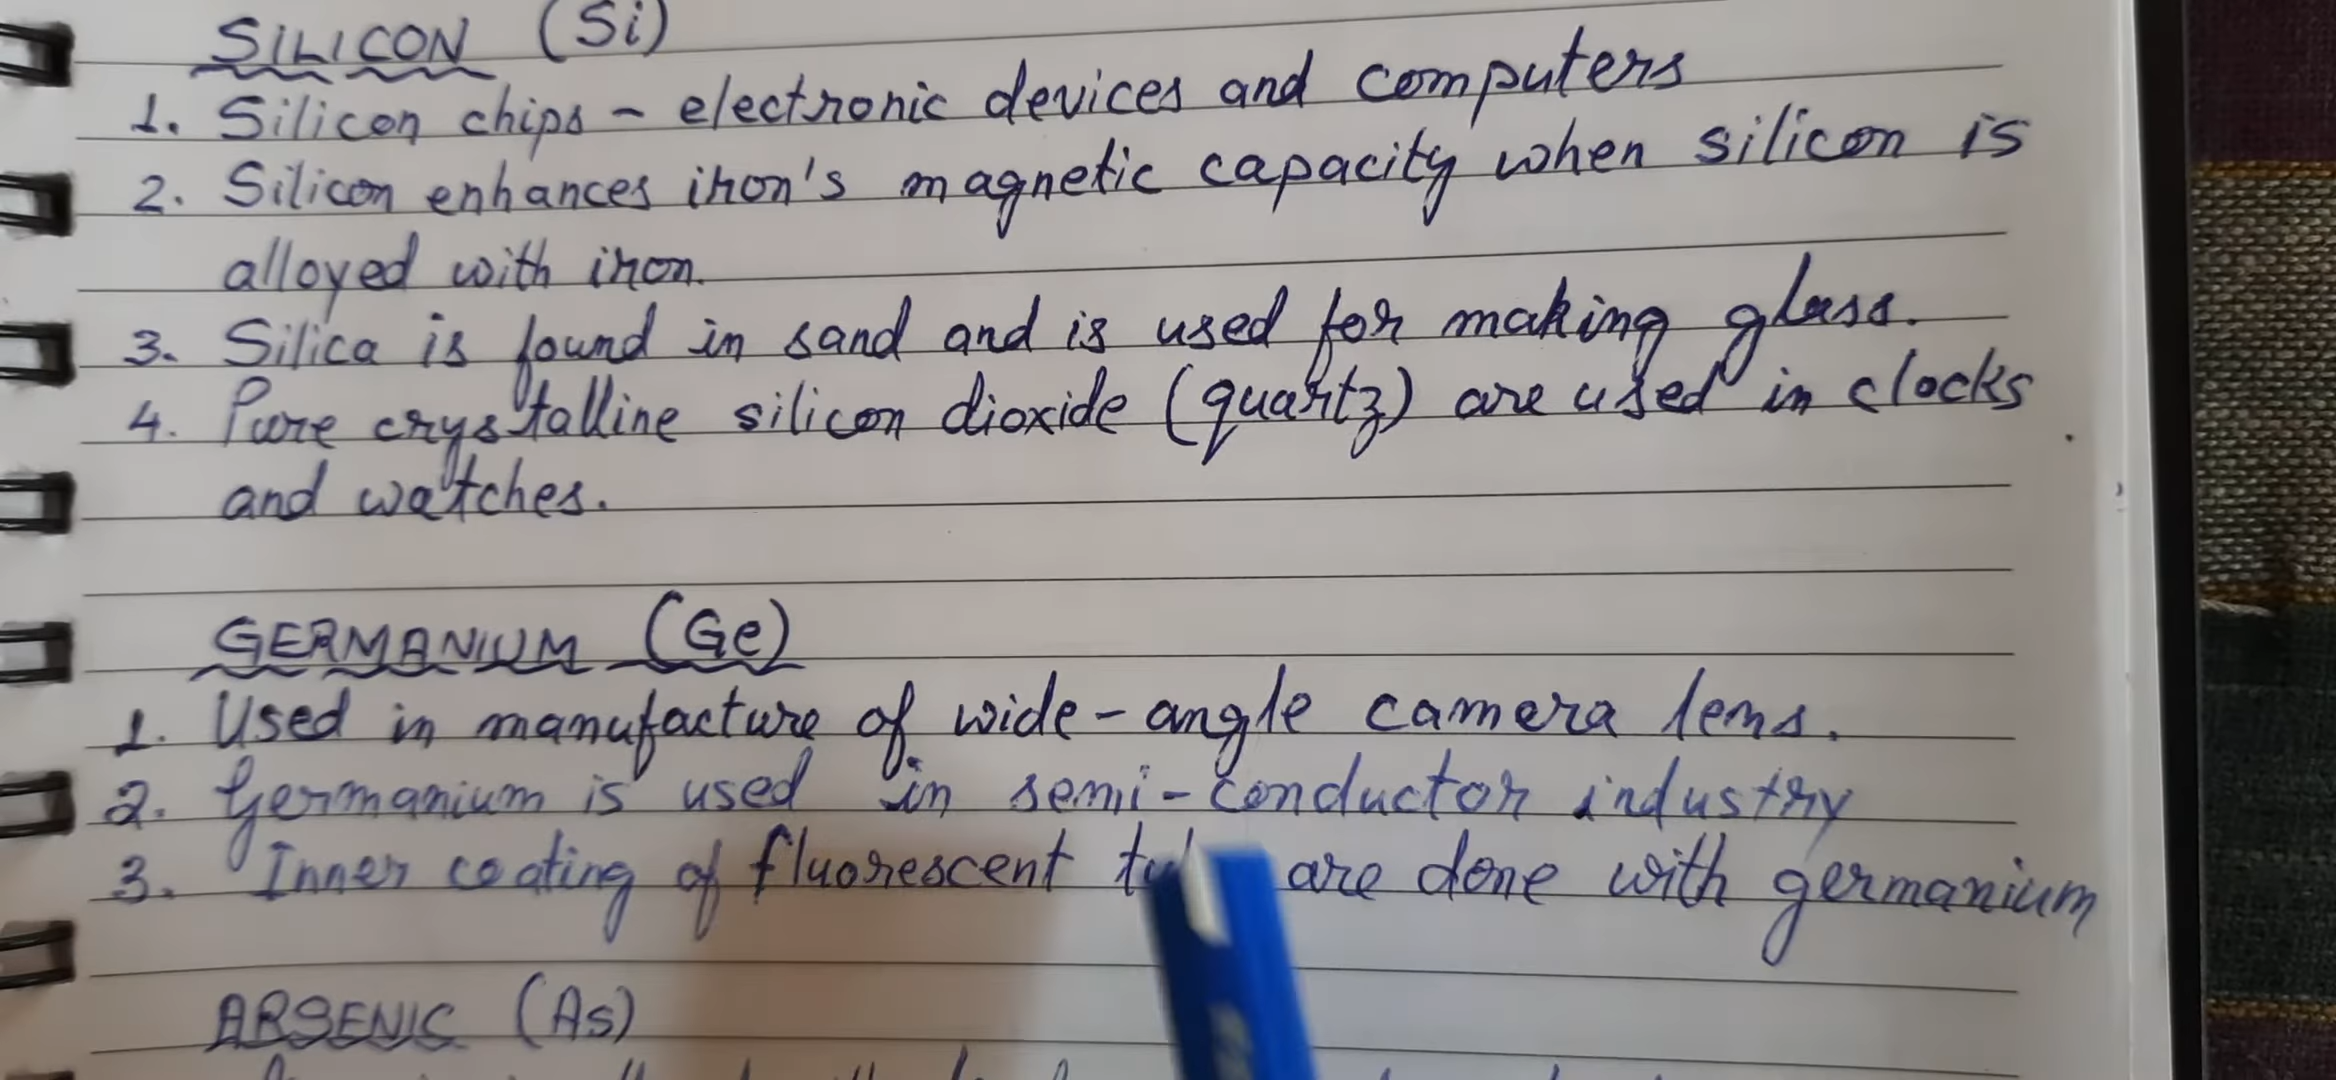 SILICON (Si)
1. Silicon chips - electronic devices and computers
2. Silicon enhances iron's magnetic capacity when silicon is
alloyed with iron.
3. Silica is found in sand and is used for making glass.
4. Pure crystalline silicon dioxide (quartz) are used in clocks
and watches.
GERMANIUM (Ge)
1. Used in manufacture of wide-angle camera lens.
2. Germanium is used in semi-conductor industry
3. Inner coating of fluorescent are done with germanium
ARSENIC (As)